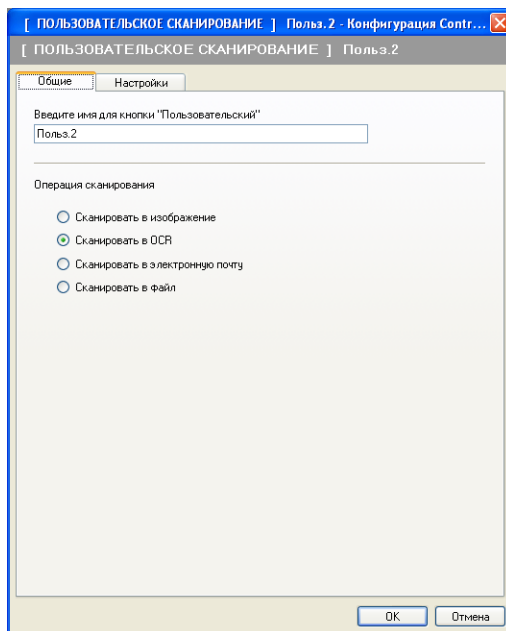 [ ПОЛЬЗОВАТЕЛЬСКОЕ СКАНИРОВАНИЕ ] Польз.2 - Конфигурация Contr...
[ ПОЛЬЗОВАТЕЛЬСКОЕ СКАНИРОВАНИЕ ] Польз.2
Общие Настройки
Введите имя для кнопки "Пользовательский"
Польз.2
Операция сканирования
Сканировать в изображение
Сканировать в OCR
Сканировать в электронную почту
Сканировать в файл
OK Отмена